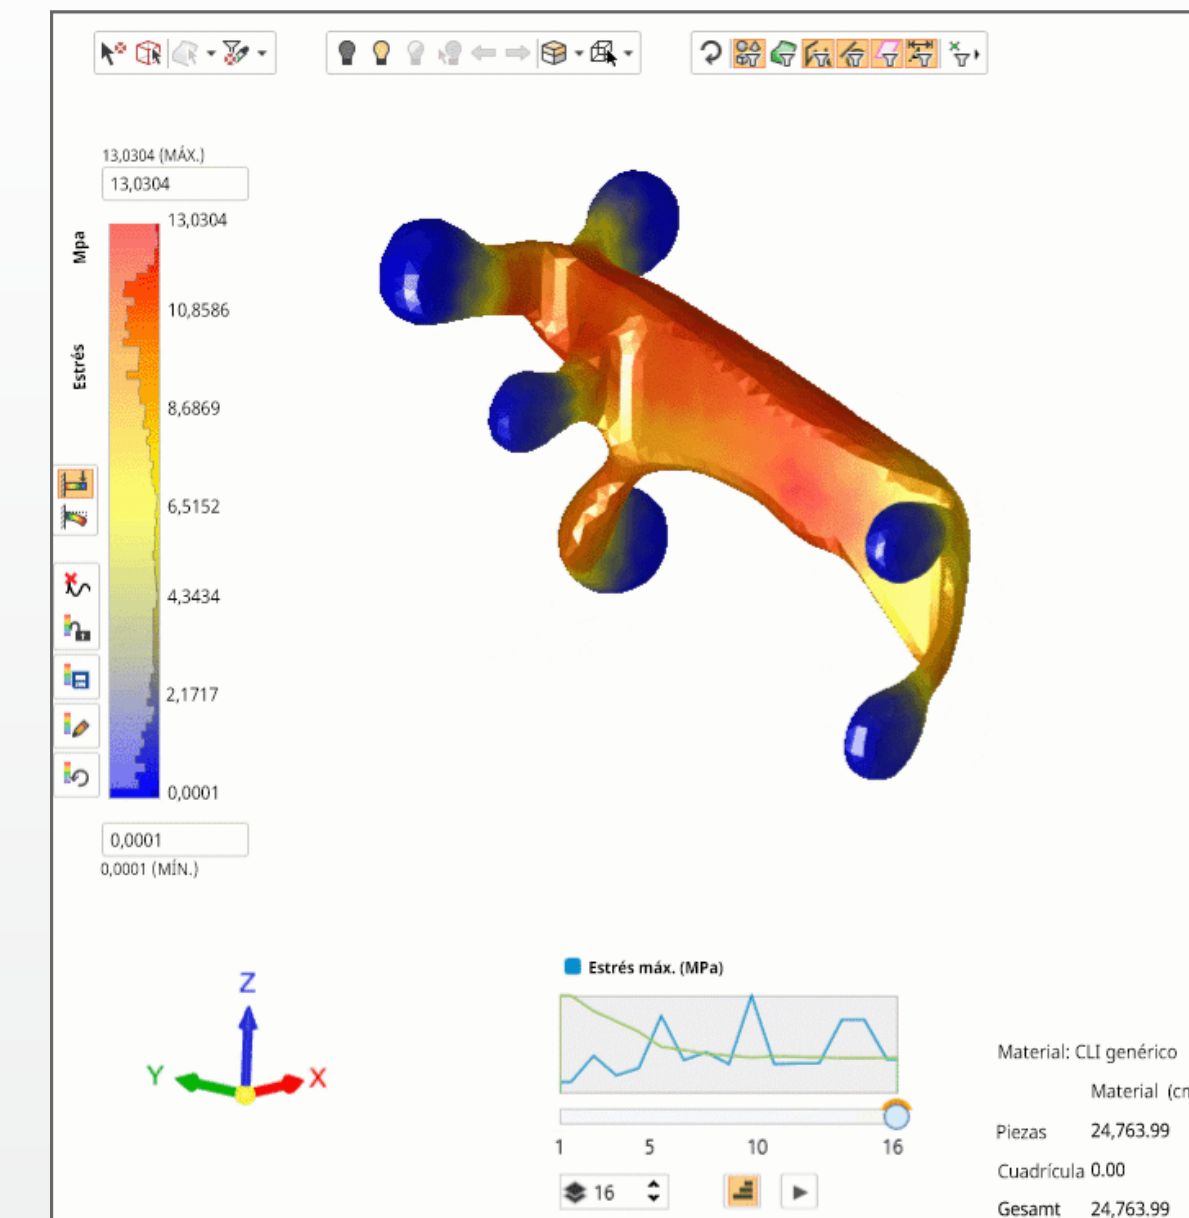 13,0304 (MÁX.)
13,0304
Mpa
Estrés
13,0304
10,8586
8,6869
6,5152
4,3434
2,1717
0,0001
0,0001
0,0001 (MÍN.)
Z
Y
X
Estrés máx. (MPa)
1 5 10 16
16
Material: CLI genérico
Material (cm
Piezas 24,763.99
Cuadrícula 0.00
Gesamt 24,763.99